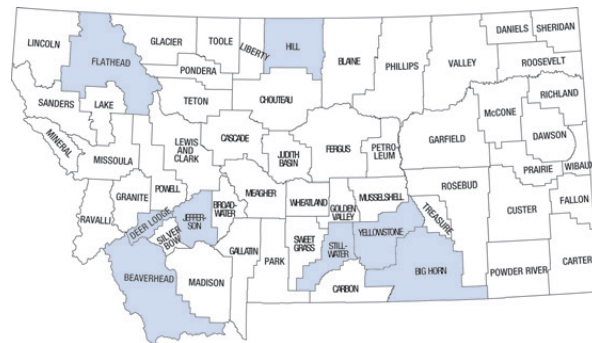 LINCOLN
FLATHEAD
GLACIER
TOOLE
LIBERTY
HILL
BLAINE
PHILLIPS
VALLEY
DANIELS
SHERIDAN
ROOSEVELT
PONDERA
SANDERS
LAKE
TETON
CHOUTEAU
RICHLAND
McCONE
MINERAL
MISSOULA
LEWIS
AND
CLARK
CASCADE
JUDITH
BASIN
FERGUS
PETRO-
LEUM
GARFIELD
DAWSON
PRAIRIE
WIBAUX
RAVALLI
GRANITE
POWELL
MEAGHER
WHEATLAND
GOLDEN
VALLEY
MUSSELSHELL
ROSEBUD
TREASURE
CUSTER
FALLON
DEER LODGE
SILVER
BOW
JEFFER-
SON
BROAD-
WATER
GALLATIN
PARK
SWEET
GRASS
STILL-
WATER
YELLOWSTONE
BIG HORN
POWDER RIVER
CARTER
BEAVERHEAD
MADISON
CARBON